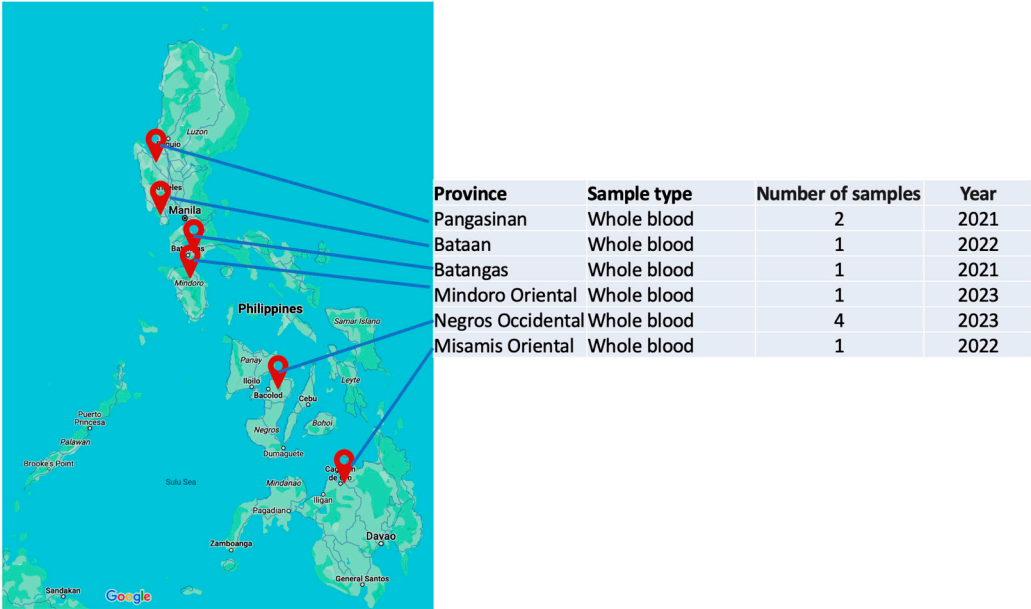 Luzon
Manila
Mindoro
Philippines
Samar Island
Panay
Iloilo
Bacolod
Leyte
Cebu
Negros
Bohol
Dumaguete
Puerto
Princesa
Palawan
Brooke's Point
Sulu Sea
Mindanao
Iligan
Pagadian
Zamboanga
Davao
General Santos
Sandakan
Google
Province Sample type Number of samples Year
Pangasinan Whole blood 2 2021
Bataan Whole blood 1 2022
Batangas Whole blood 1 2021
Mindoro Oriental Whole blood 1 2023
Negros Occidental Whole blood 4 2023
Misamis Oriental Whole blood 1 2022